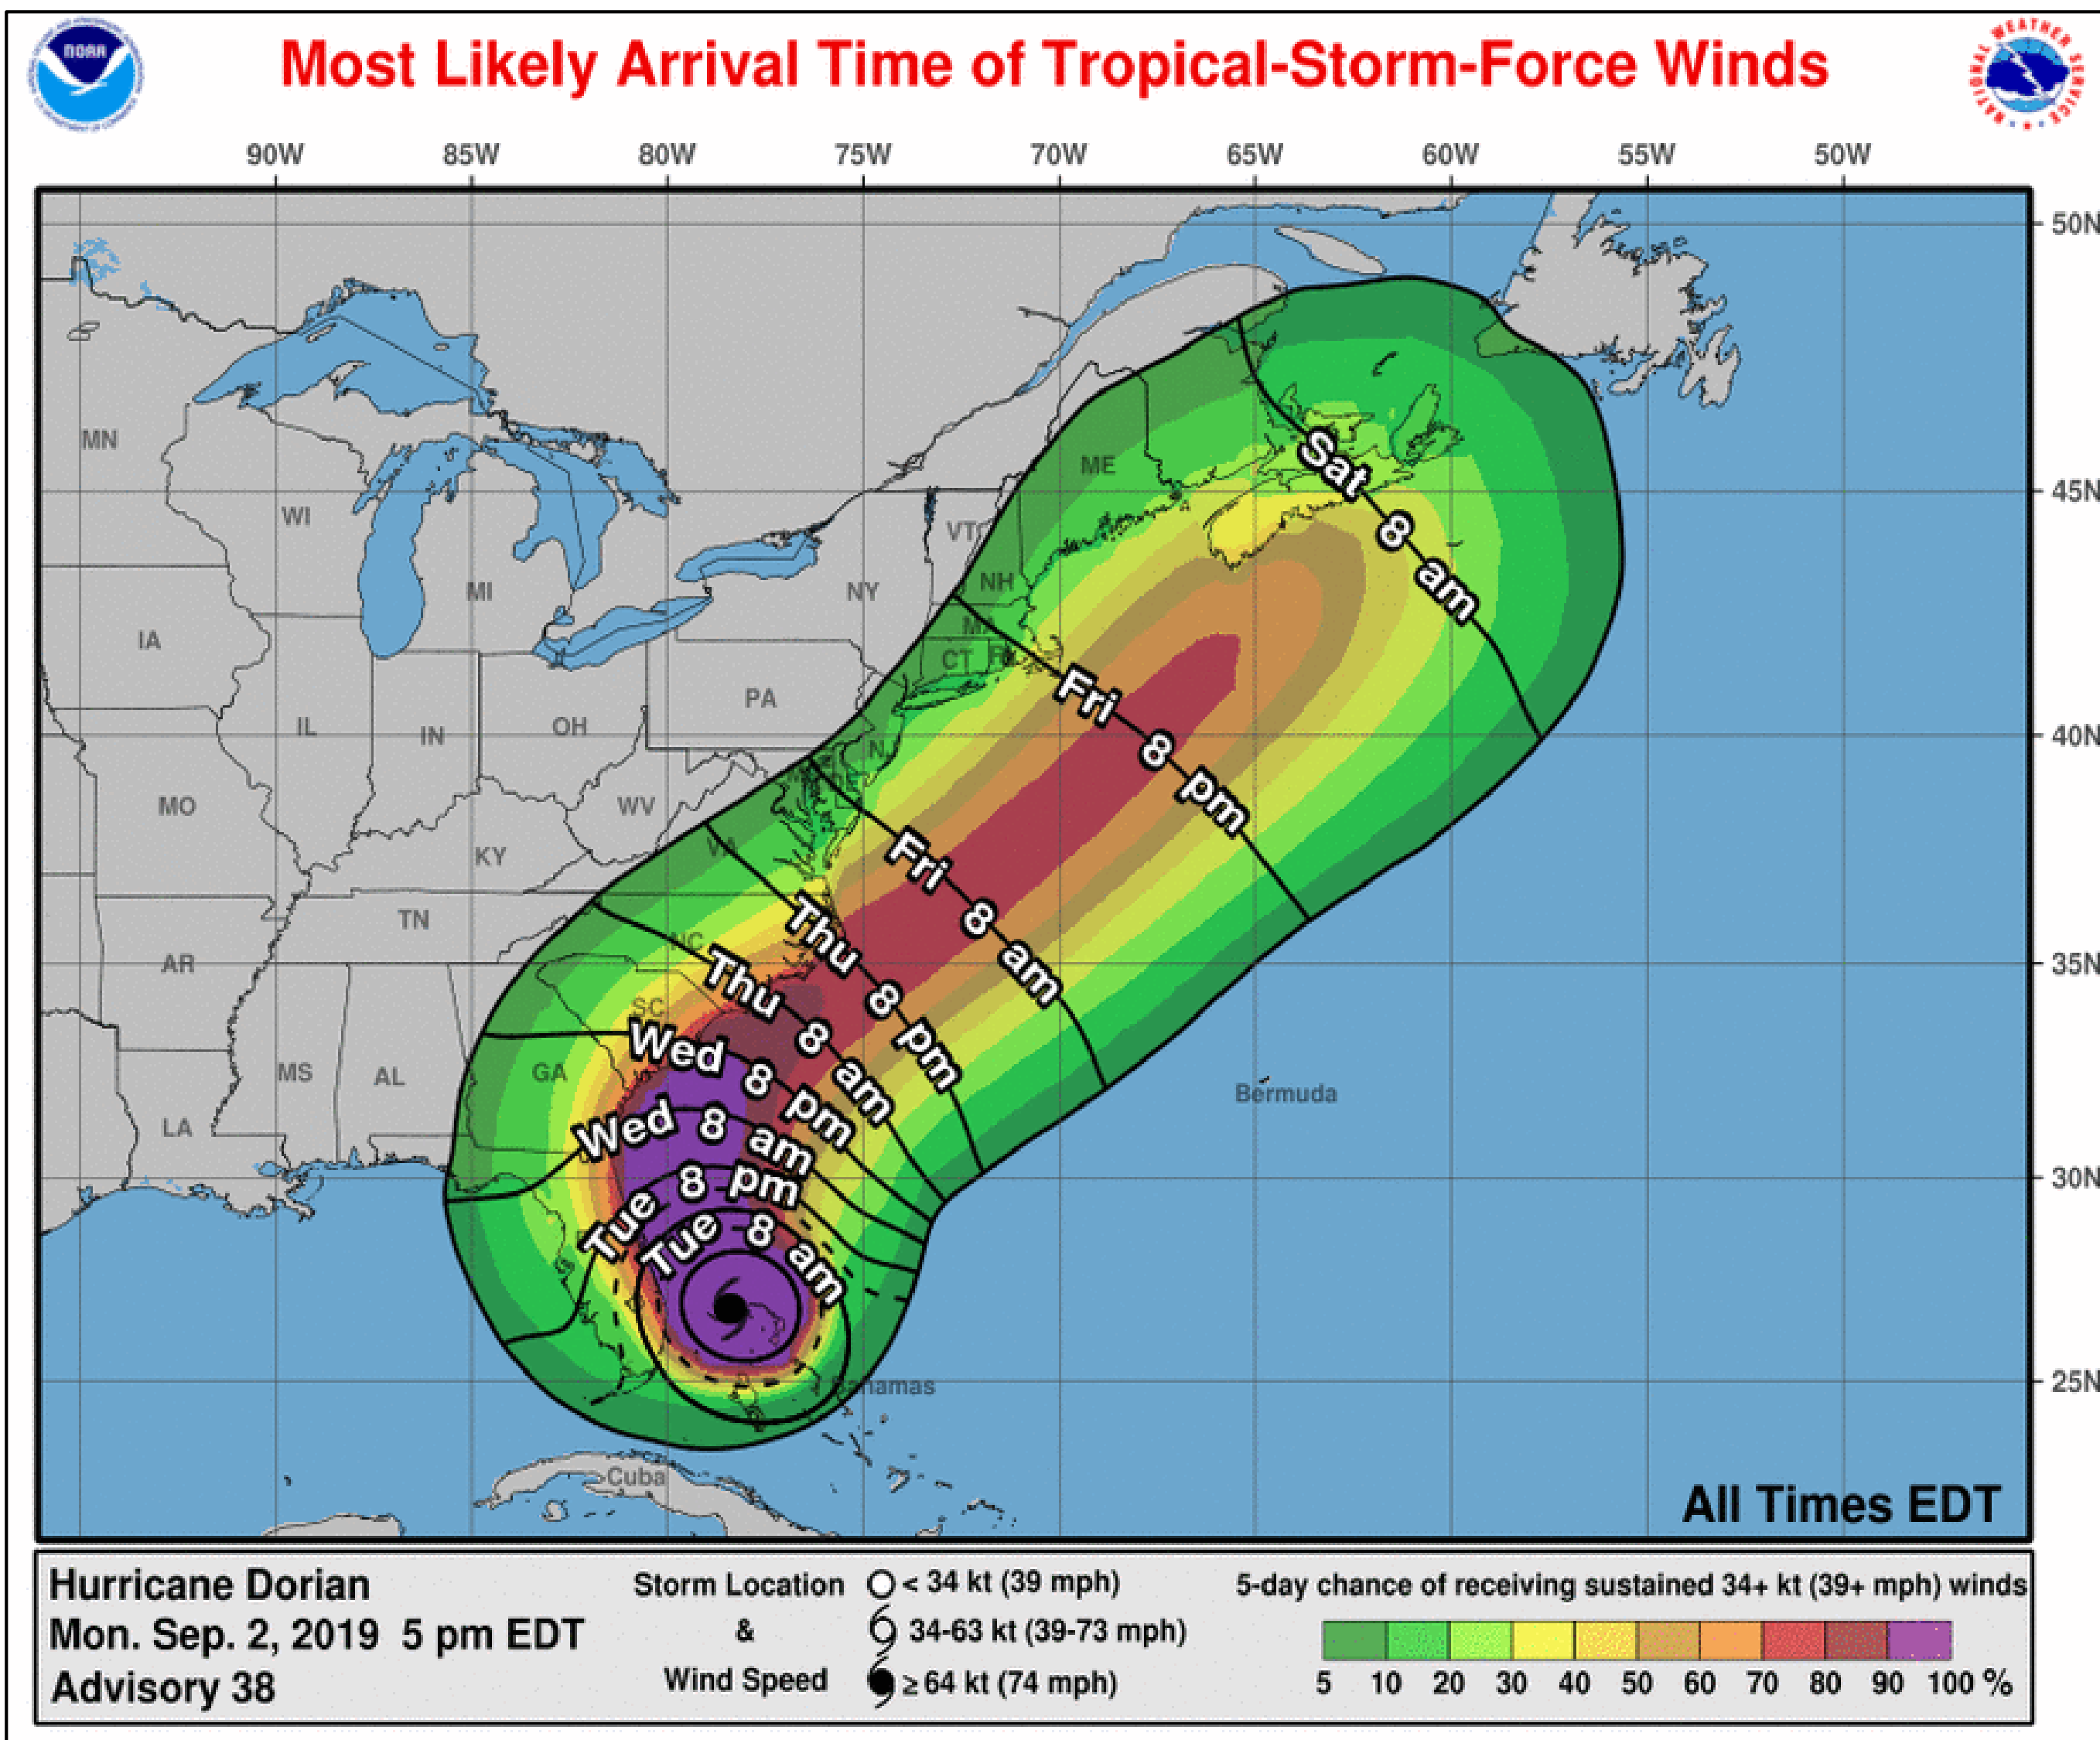 NOAA
Most Likely Arrival Time of Tropical-Storm-Force Winds
NATIONAL WEATHER SERVICE
90W 85W 80W 75W 70W 65W 60W 55W 50W
50N
45N
40N
35N
30N
25N
MN
WI
MI
IA
IL
IN
OH
PA
NY
VT
NH
ME
CT
MO
KY
WV
VA
TN
NC
AR
SC
MS
AL
GA
LA
Bermuda
Bahamas
Cuba
Sat 8 am
Fri 8 pm
Fri 8 am
Thu 8 pm
Thu 8 am
Wed 8 pm
Wed 8 am
Tue 8 pm
Tue 8 am
All Times EDT
Hurricane Dorian
Mon. Sep. 2, 2019 5 pm EDT
Advisory 38
Storm Location
&
Wind Speed
< 34 kt (39 mph)
34-63 kt (39-73 mph)
≥ 64 kt (74 mph)
5-day chance of receiving sustained 34+ kt (39+ mph) winds
5 10 20 30 40 50 60 70 80 90 100 %